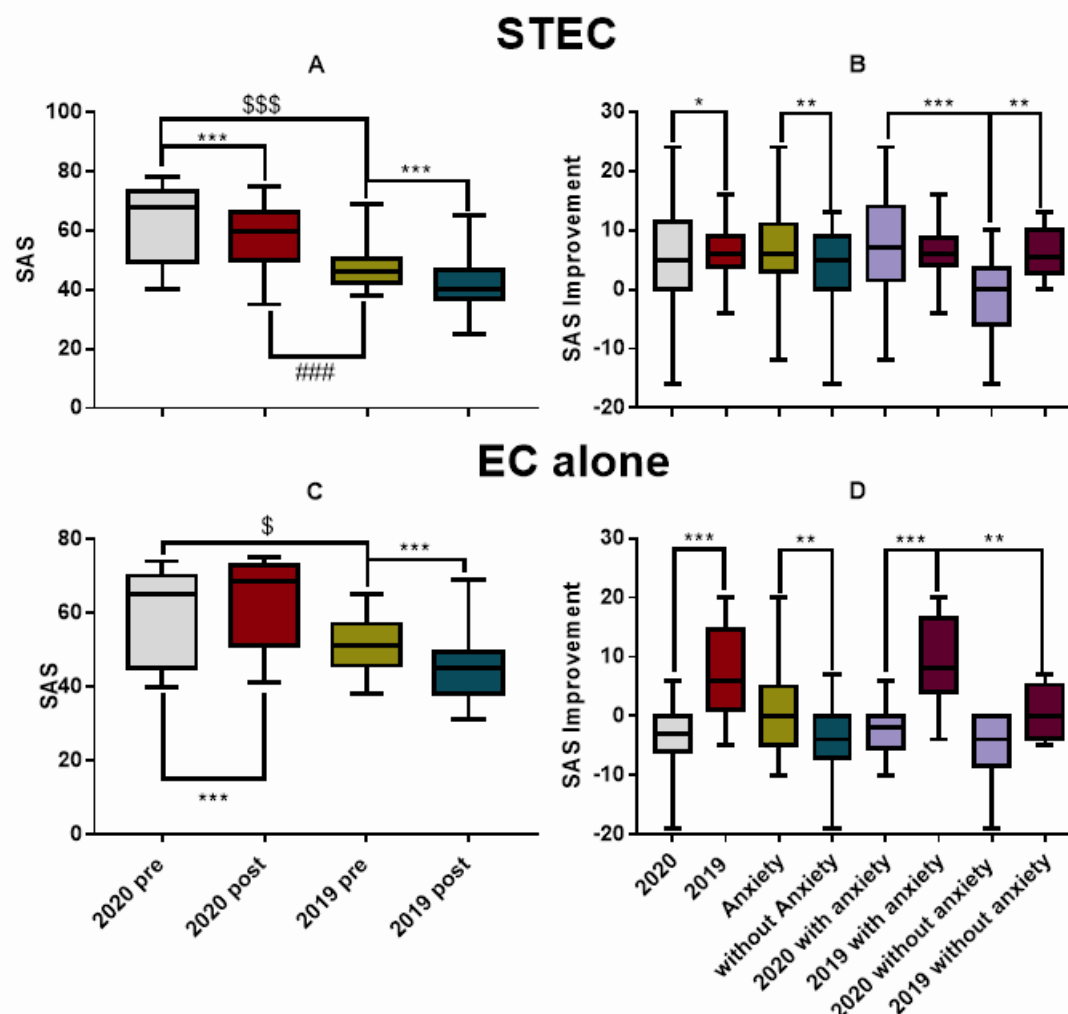 STEC
A
B
$$$
***
***
###
SAS
100
80
60
40
20
0
*
**
***
**
SAS Improvement
30
20
10
0
-10
-20
EC alone
C
D
$
***
***
SAS
80
60
40
20
0
2020 pre
2020 post
2019 pre
2019 post
***
**
***
**
SAS Improvement
30
20
10
0
-10
-20
2020
2019
Anxiety
without Anxiety
2020 with anxiety
2019 with anxiety
2020 without anxiety
2019 without anxiety